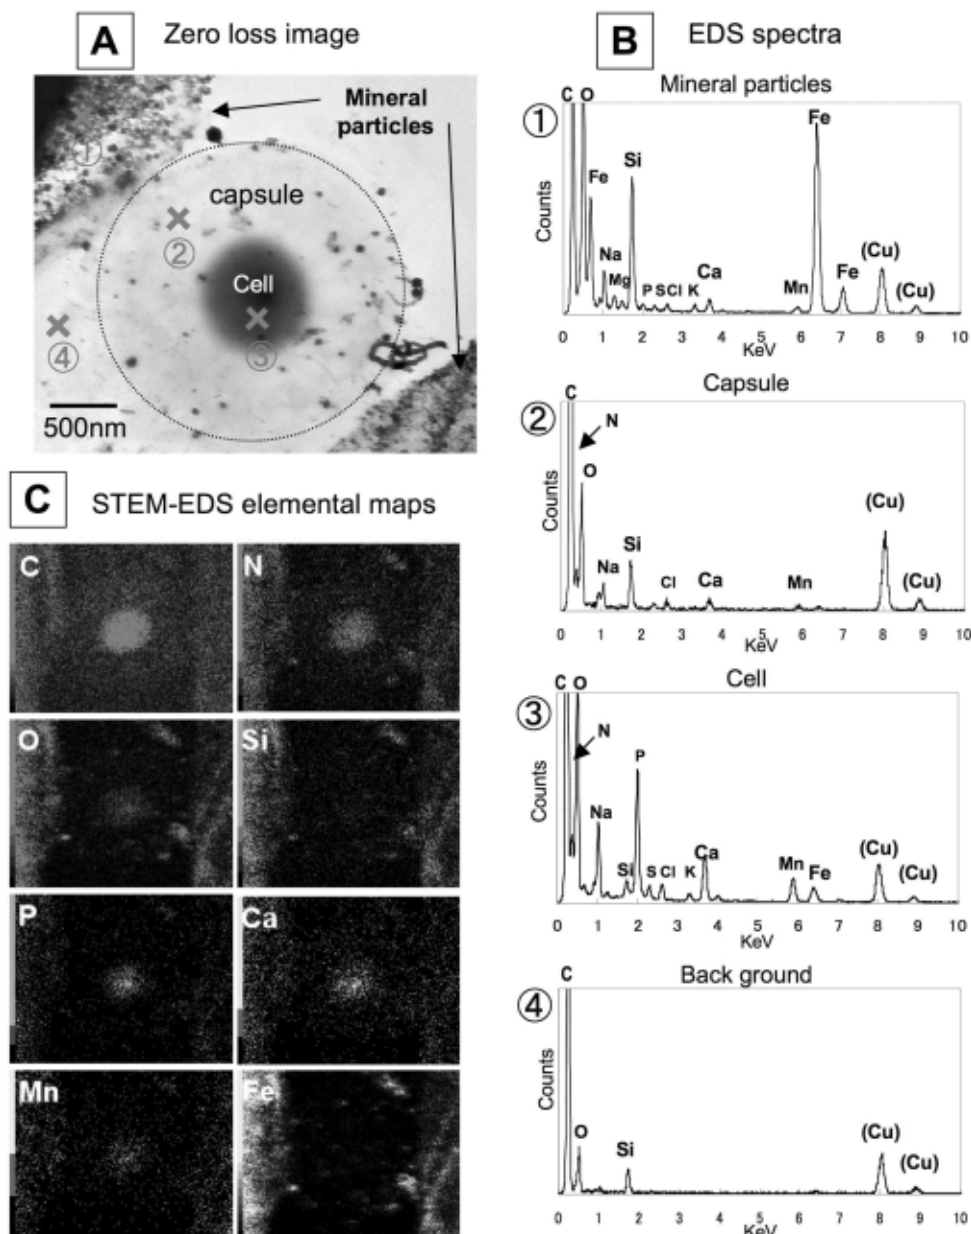 A Zero loss image
Mineral
particles
①
capsule
②
Cell
④
③
500nm
B EDS spectra
Mineral particles
①
C O
Fe
Si
Fe
Na
Mg
P S Cl K
Ca
Mn
Fe
(Cu)
(Cu)
Counts
0 1 2 3 4 5 6 7 8 9 10
KeV
Capsule
②
C
N
O
Na
Si
Cl
Ca
Mn
(Cu)
(Cu)
Counts
0 1 2 3 4 5 6 7 8 9 10
KeV
Cell
③
C O
N
Na
Si
P
S Cl K
Ca
Mn
Fe
(Cu)
(Cu)
Counts
0 1 2 3 4 5 6 7 8 9 10
KeV
Back ground
④
C
O
Si
(Cu)
(Cu)
Counts
0 1 2 3 4 5 6 7 8 9 10
KeV
C STEM-EDS elemental maps
C N
O Si
P Ca
Mn Fe